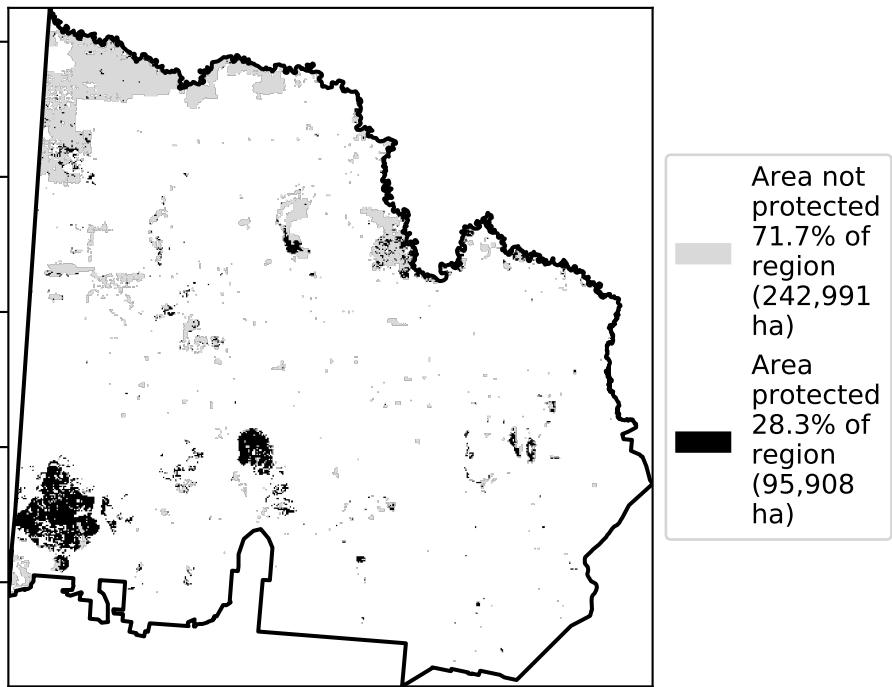 Area not
protected
71.7% of
region
(242,991
ha)
Area
protected
28.3% of
region
(95,908
ha)